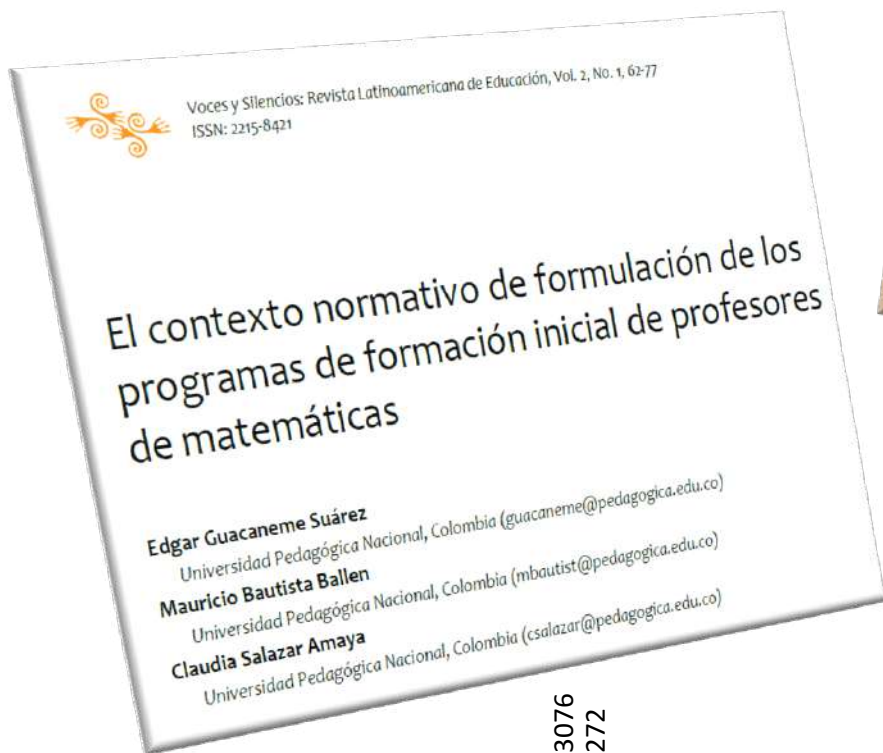 Voces y Silencios: Revista Latinoamericana de Educación, Vol. 2, No. 1, 62-77
ISSN: 2215-8421
El contexto normativo de formulación de los
programas de formación inicial de profesores
de matemáticas
Edgar Guacaneme Suárez
Universidad Pedagógica Nacional, Colombia (guacaneme@pedagogica.edu.co)
Mauricio Bautista Ballen
Universidad Pedagógica Nacional, Colombia (mbautist@pedagogica.edu.co)
Claudia Salazar Amaya
Universidad Pedagógica Nacional, Colombia (csalazar@pedagogica.edu.co)
3076
272